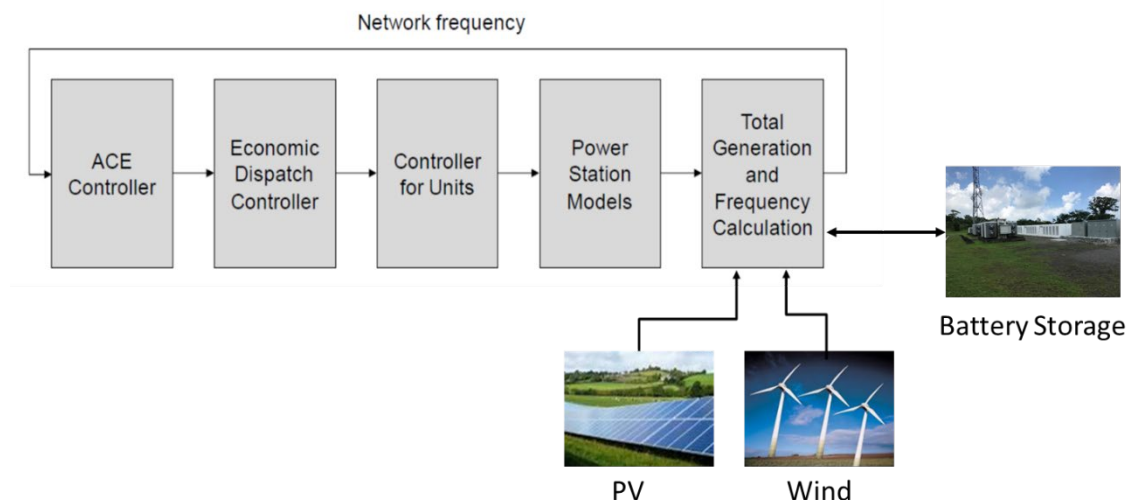 Network frequency
ACE
Controller
Economic
Dispatch
Controller
Controller
for Units
Power
Station
Models
Total
Generation
and
Frequency
Calculation
Battery Storage
PV
Wind